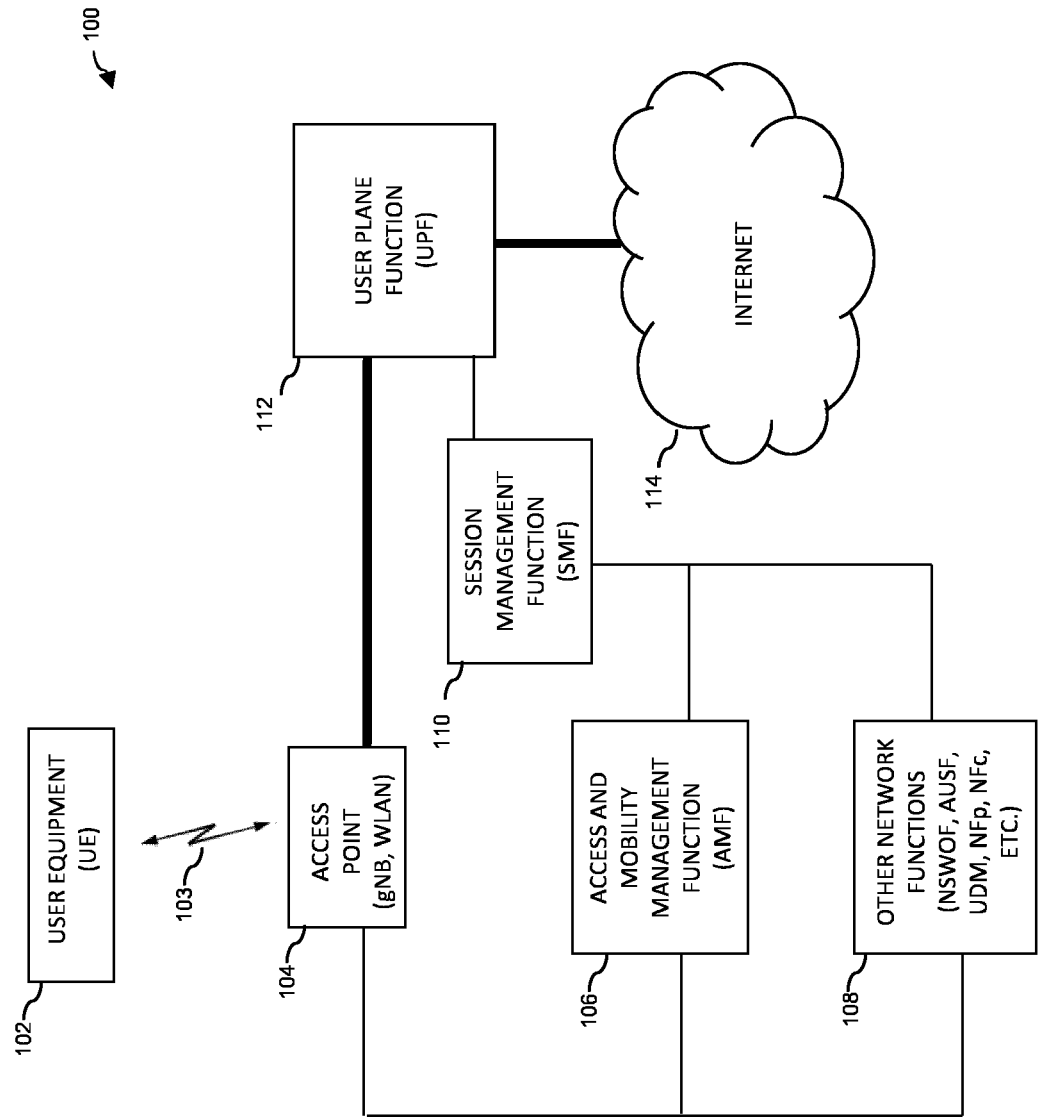 100
102
USER EQUIPMENT
(UE)
103
104
ACCESS
POINT
(gNB, WLAN)
112
USER PLANE
FUNCTION
(UPF)
110
SESSION
MANAGEMENT
FUNCTION
(SMF)
106
ACCESS AND
MOBILITY
MANAGEMENT
FUNCTION
(AMF)
108
OTHER NETWORK
FUNCTIONS
(NSWOF, AUSF,
UDM, NFp, NFc,
ETC.)
114
INTERNET